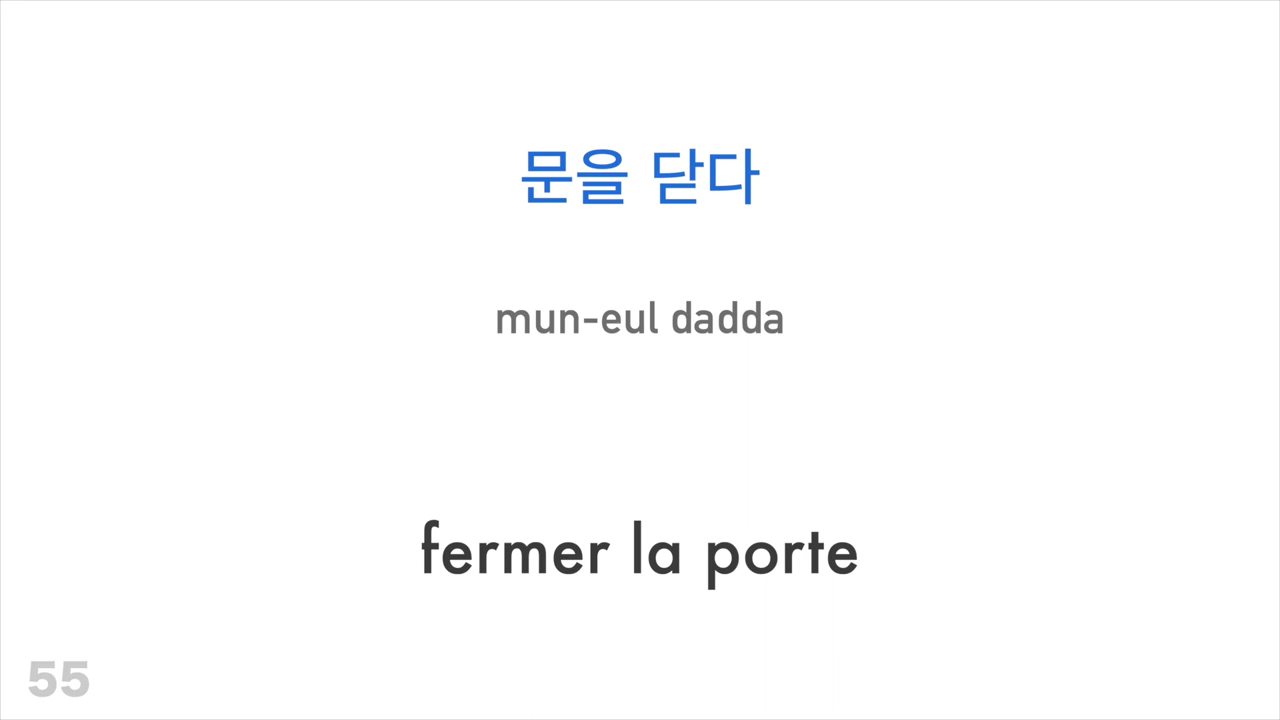 문을 닫다
mun-eul dadda
fermer la porte
55